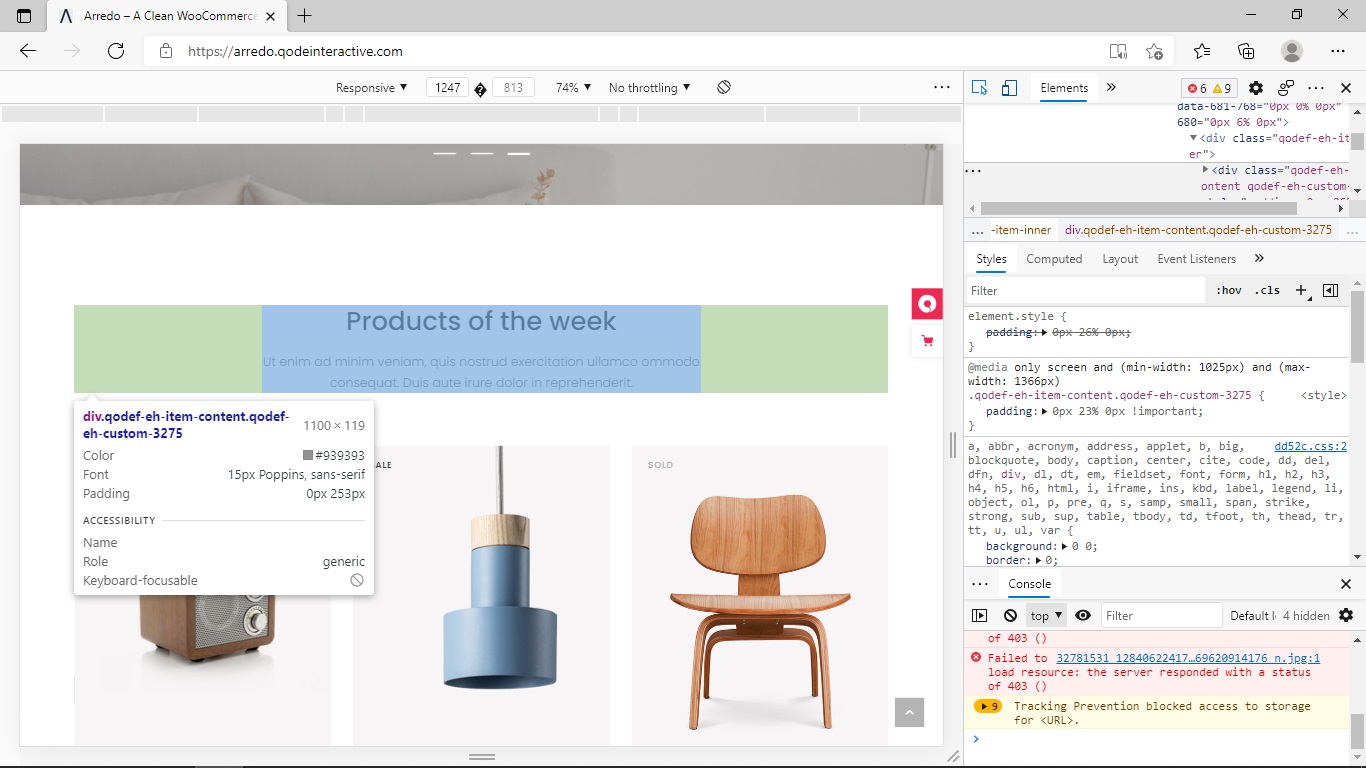 Arredo – A Clean WooCommerce
https://arredo.qodeinteractive.com
Responsive ▼ 1247 � 813 74% ▼ No throttling ▼
Elements
6 9
data-681-768="0px 0% 0px"
680="0px 6% 0px">
▼<div class="qodef-eh-it
er">
▶<div class="qodef-eh-
ontent qodef-eh-custom-
... -item-inner div.qodef-eh-item-content.qodef-eh-custom-3275 ...
Styles Computed Layout Event Listeners
Filter :hov .cls
element.style {
padding: ▶ 0px 26% 0px;
}
@media only screen and (min-width: 1025px) and (max-
width: 1366px)
.qodef-eh-item-content.qodef-eh-custom-3275 { <style>
padding: ▶ 0px 23% 0px !important;
}
a, abbr, acronym, address, applet, b, big, dd52c.css:2
blockquote, body, caption, center, cite, code, dd, del,
dfn, div, dl, dt, em, fieldset, font, form, h1, h2, h3,
h4, h5, h6, html, i, iframe, ins, kbd, label, legend, li,
object, ol, p, pre, q, s, samp, small, span, strike,
strong, sub, sup, table, tbody, td, tfoot, th, thead, tr,
tt, u, ul, var {
background: ▶ 0 0;
border: ▶ 0;
Console
top ▼ Filter Default l 4 hidden
of 403 ()
Failed to 32781531 12840622417…69620914176 n.jpg:1
load resource: the server responded with a status
of 403 ()
▶ 9 Tracking Prevention blocked access to storage
for <URL>.
Products of the week
Ut enim ad minim veniam, quis nostrud exercitation ullamco ommodo
consequat. Duis aute irure dolor in reprehenderit.
div.qodef-eh-item-content.qodef-
eh-custom-3275 1100 × 119
Color #939393
Font 15px Poppins, sans-serif
Padding 0px 253px
ACCESSIBILITY
Name
Role generic
Keyboard-focusable
ALE
SOLD